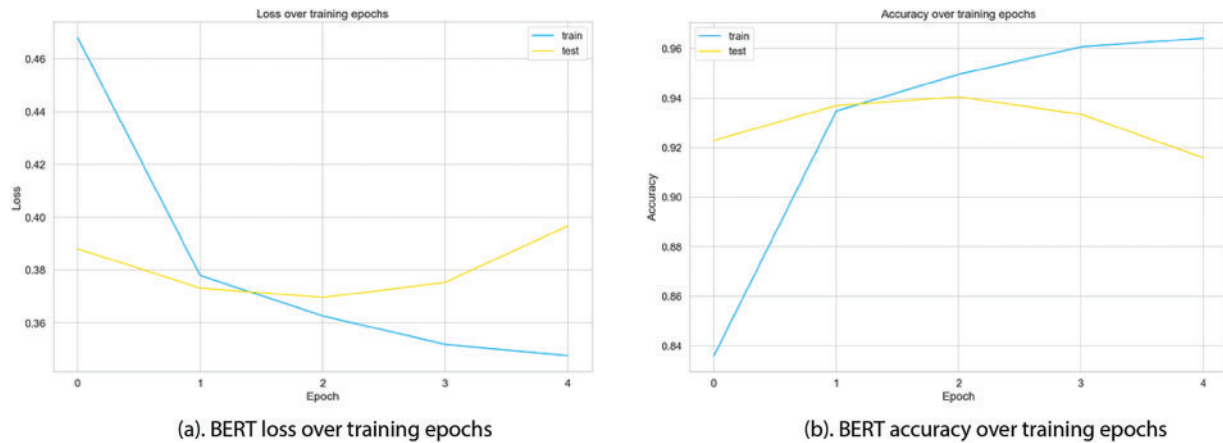 Loss over training epochs
train
test
0.46
0.44
0.42
0.40
0.38
0.36
Loss
0 1 2 3 4
Epoch
(a). BERT loss over training epochs
Accuracy over training epochs
train
test
0.96
0.94
0.92
0.90
0.88
0.86
0.84
Accuracy
0 1 2 3 4
Epoch
(b). BERT accuracy over training epochs